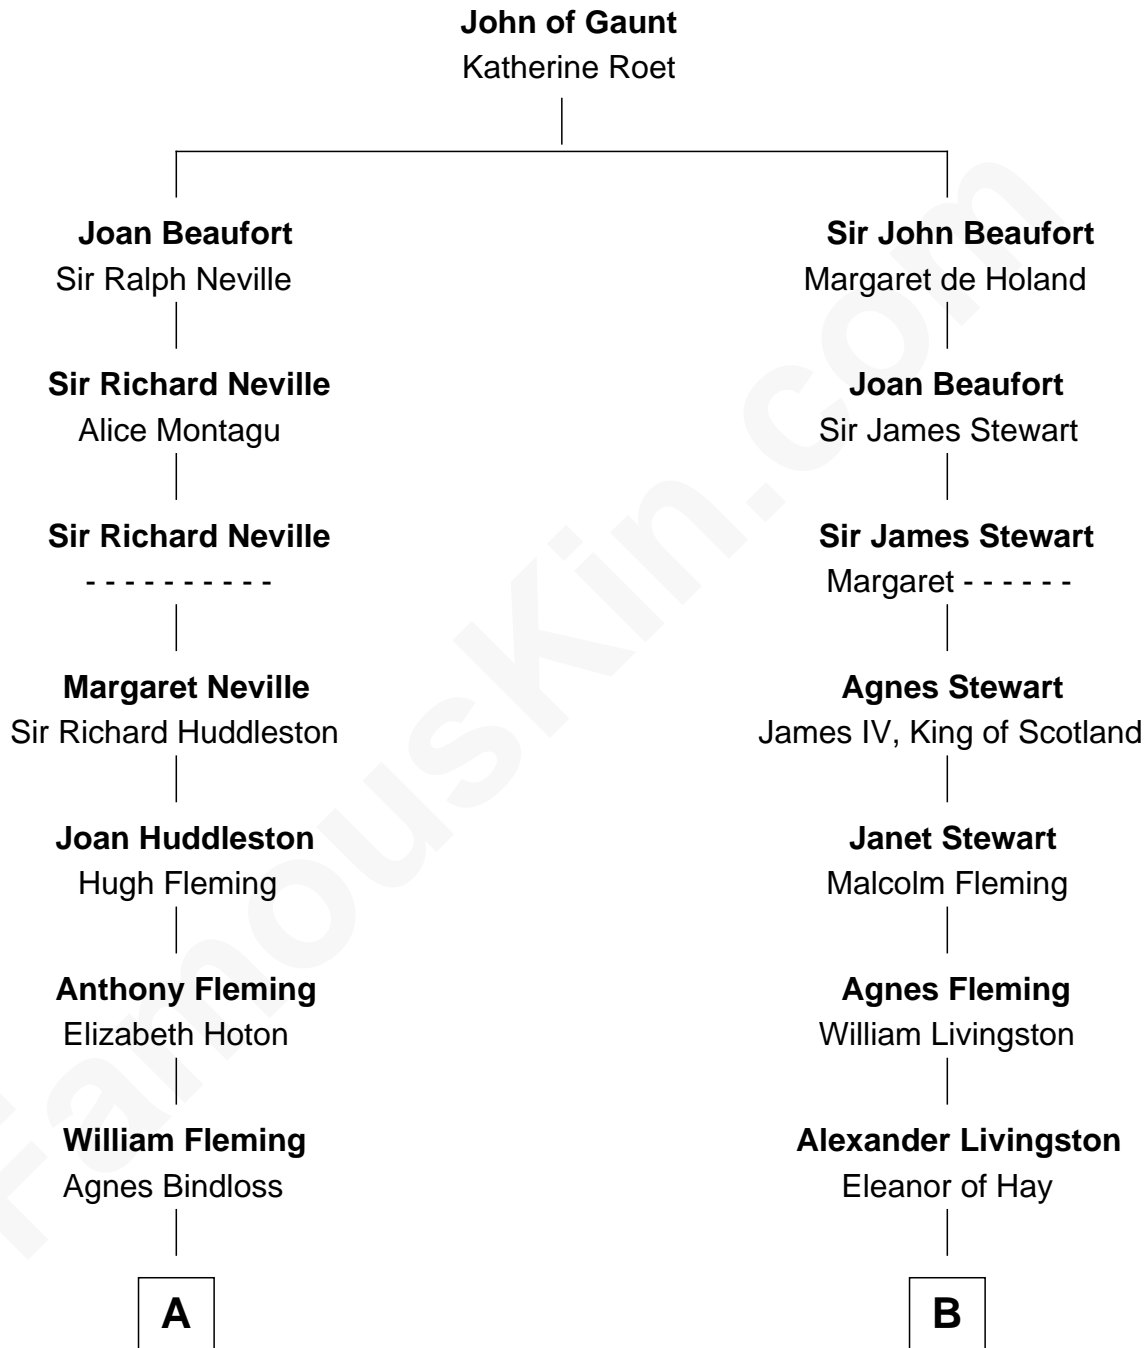 John of Gaunt
Katherine Roet
Joan Beaufort
Sir Ralph Neville
Sir John Beaufort
Margaret de Holand
Sir Richard Neville
Alice Montagu
Joan Beaufort
Sir James Stewart
Sir Richard Neville
- - - - - - - - - -
Sir James Stewart
Margaret - - - - - -
Margaret Neville
Sir Richard Huddleston
Agnes Stewart
James IV, King of Scotland
Joan Huddleston
Hugh Fleming
Janet Stewart
Malcolm Fleming
Anthony Fleming
Elizabeth Hoton
Agnes Fleming
William Livingston
William Fleming
Agnes Bindloss
Alexander Livingston
Eleanor of Hay
A
B
FamousKin.com